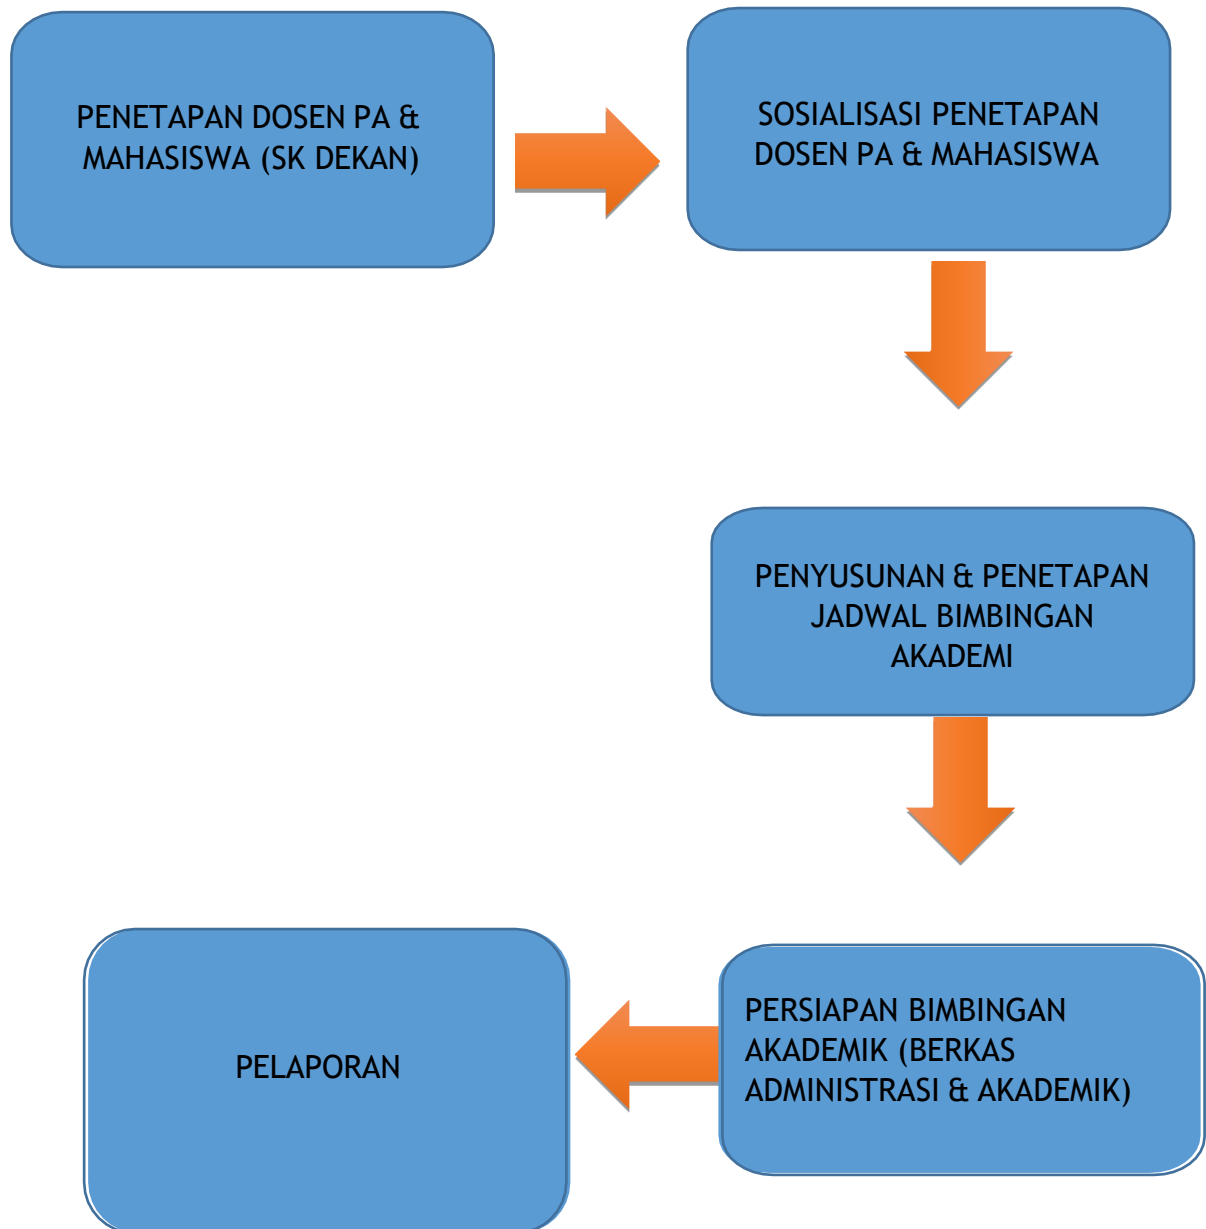 PENETAPAN DOSEN PA &
MAHASISWA (SK DEKAN)
SOSIALISASI PENETAPAN
DOSEN PA & MAHASISWA
PENYUSUNAN & PENETAPAN
JADWAL BIMBINGAN
AKADEMI
PERSIAPAN BIMBINGAN
AKADEMIK (BERKAS
ADMINISTRASI & AKADEMIK)
PELAPORAN